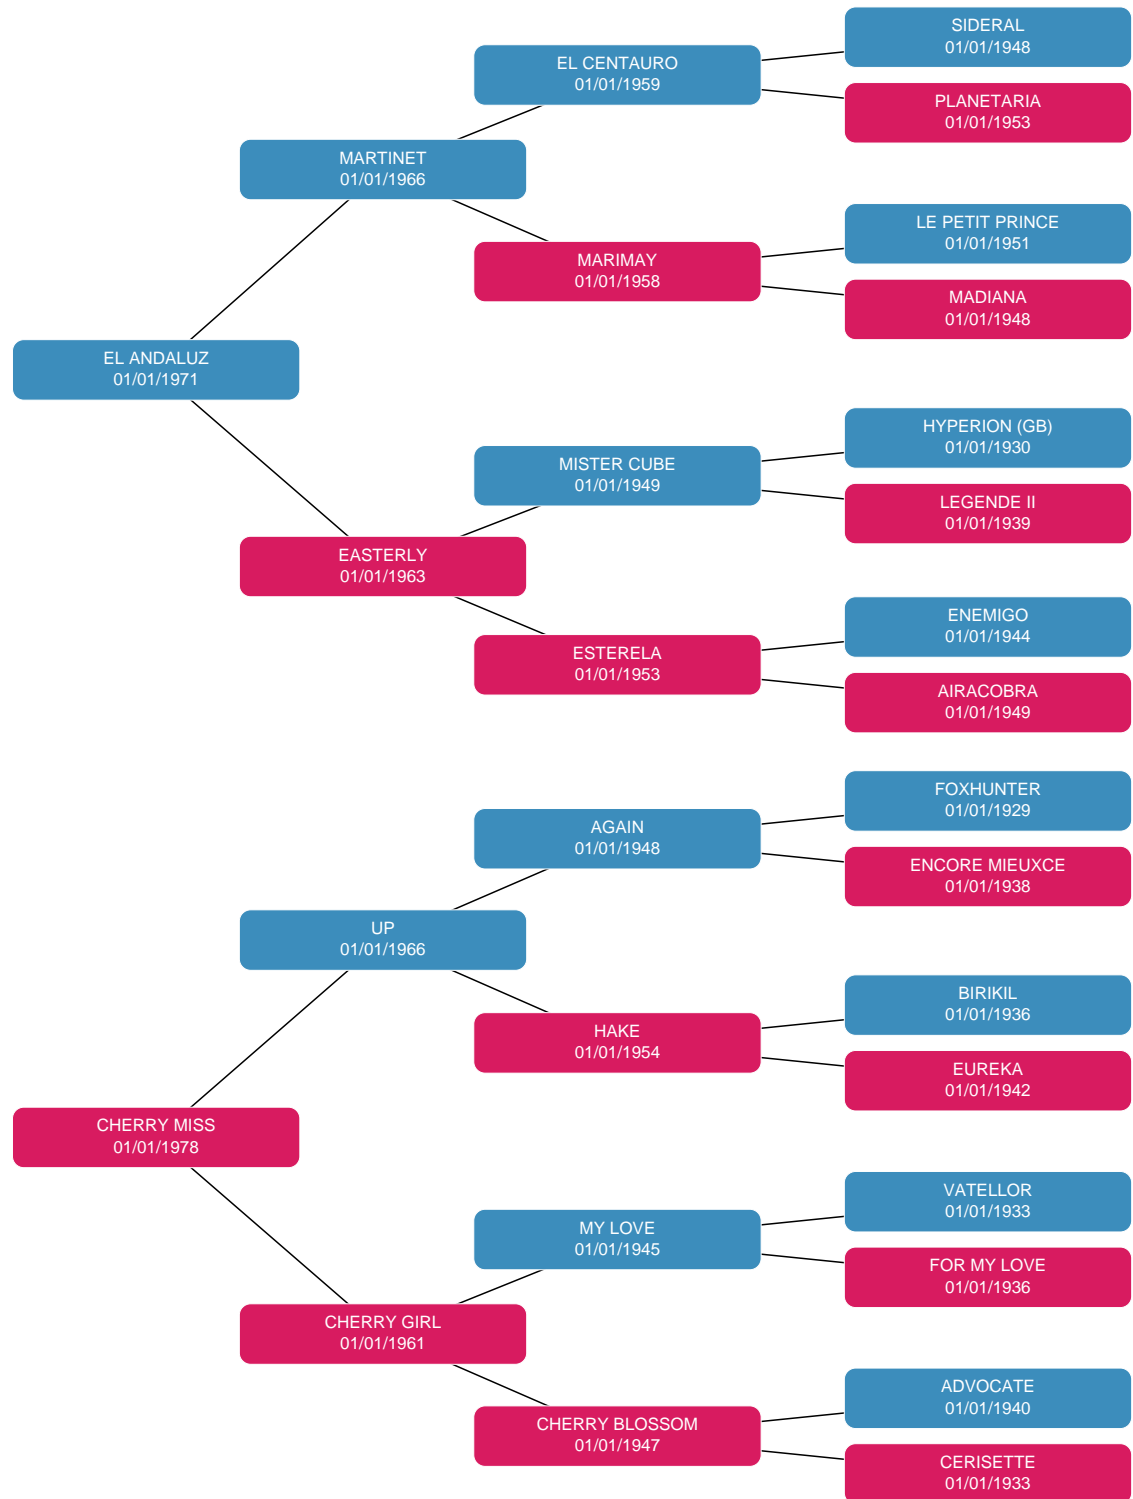 SIDERAL
01/01/1948
EL CENTAURO
01/01/1959
PLANETARIA
01/01/1953
MARTINET
01/01/1966
LE PETIT PRINCE
01/01/1951
MARIMAY
01/01/1958
MADIANA
01/01/1948
EL ANDALUZ
01/01/1971
HYPERION (GB)
01/01/1930
MISTER CUBE
01/01/1949
LEGENDE II
01/01/1939
EASTERLY
01/01/1963
ENEMIGO
01/01/1944
ESTERELA
01/01/1953
AIRACOBRA
01/01/1949
FOXHUNTER
01/01/1929
AGAIN
01/01/1948
ENCORE MIEUXCE
01/01/1938
UP
01/01/1966
BIRIKIL
01/01/1936
HAKE
01/01/1954
EUREKA
01/01/1942
CHERRY MISS
01/01/1978
VATELLOR
01/01/1933
MY LOVE
01/01/1945
FOR MY LOVE
01/01/1936
CHERRY GIRL
01/01/1961
ADVOCATE
01/01/1940
CHERRY BLOSSOM
01/01/1947
CERISETTE
01/01/1933